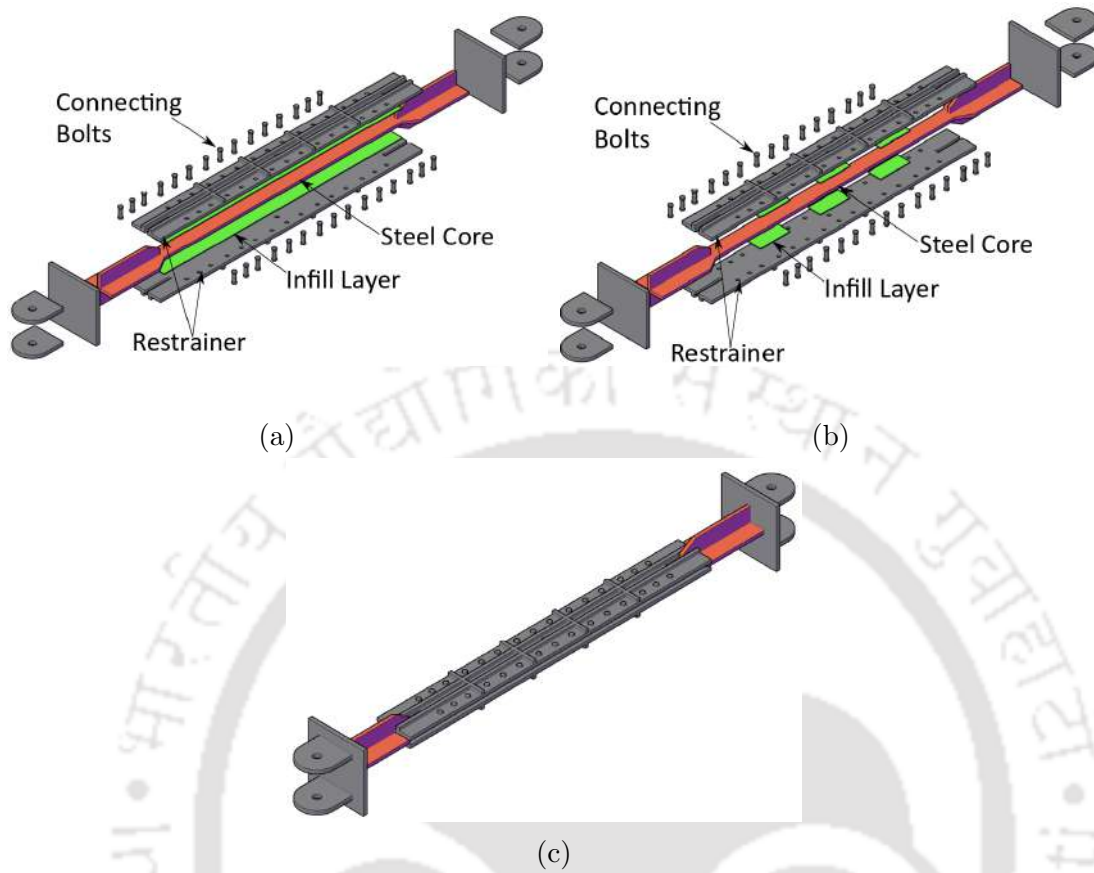 Connecting
Bolts
Steel Core
Infill Layer
Restrainer
(a)
Connecting
Bolts
Steel Core
Infill Layer
Restrainer
(b)
(c)